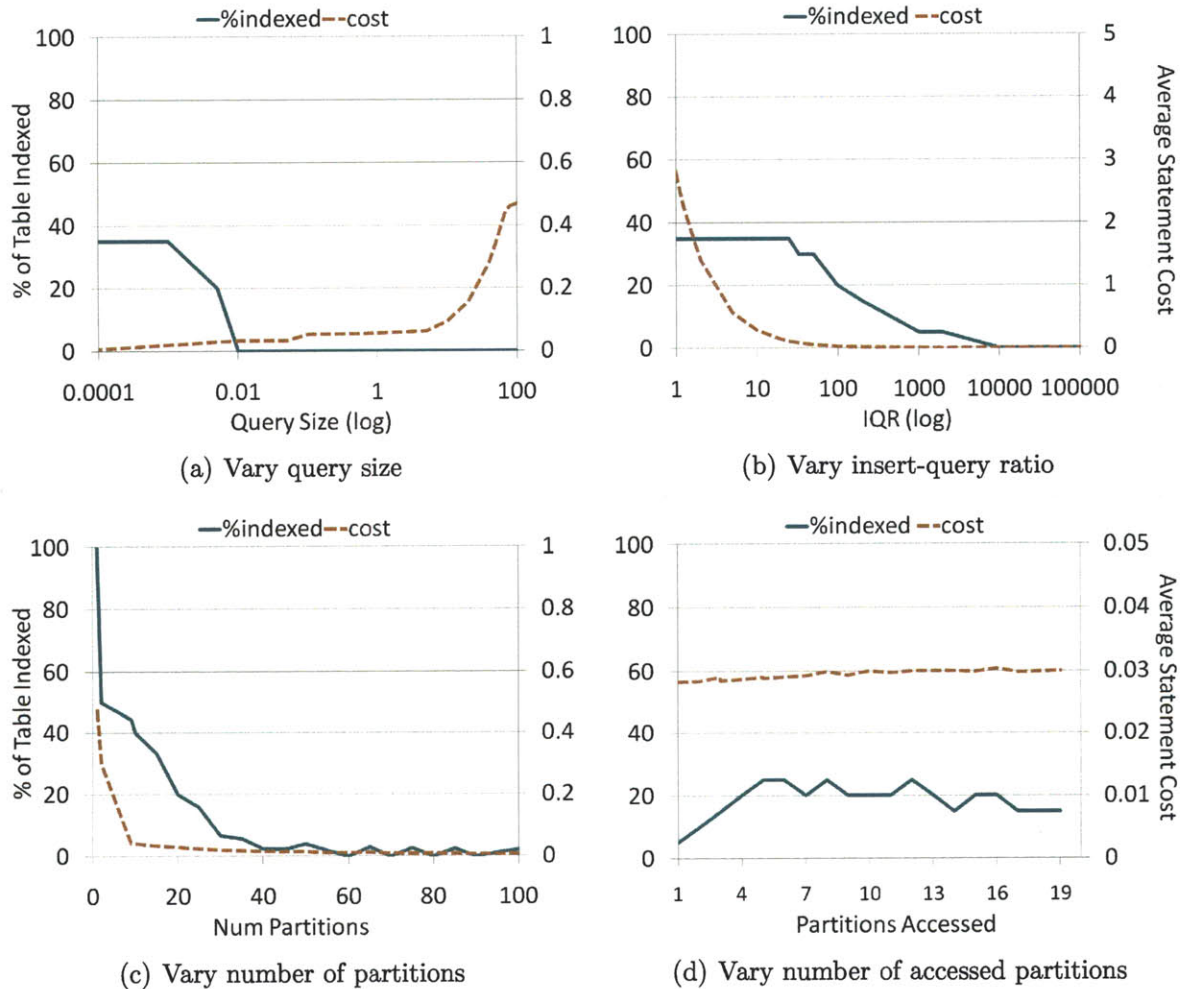 %indexed cost
100 1
80 0.8
60 0.6
40 0.4
20 0.2
0 0
0.0001 0.01 1 100
Query Size (log)
% of Table Indexed
(a) Vary query size
%indexed cost
100 5
80 4
60 3
40 2
20 1
0 0
1 10 100 1000 10000 100000
IQR (log)
Average Statement Cost
(b) Vary insert-query ratio
%indexed cost
100 1
80 0.8
60 0.6
40 0.4
20 0.2
0 0
0 20 40 60 80 100
Num Partitions
% of Table Indexed
(c) Vary number of partitions
%indexed cost
100 0.05
80 0.04
60 0.03
40 0.02
20 0.01
0 0
1 4 7 10 13 16 19
Partitions Accessed
Average Statement Cost
(d) Vary number of accessed partitions